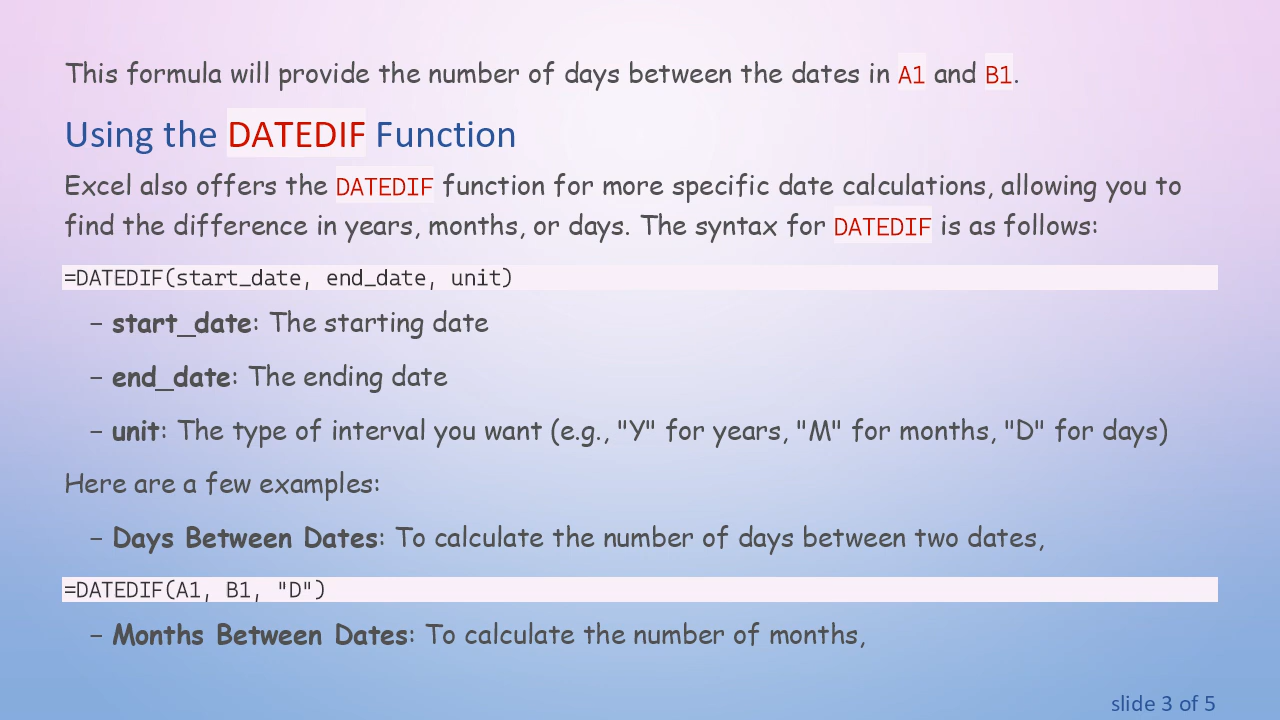 This formula will provide the number of days between the dates in A1 and B1.
Using the DATEDIF Function
Excel also offers the DATEDIF function for more specific date calculations, allowing you to
find the difference in years, months, or days. The syntax for DATEDIF is as follows:
=DATEDIF(start_date, end_date, unit)
– start_date: The starting date
– end_date: The ending date
– unit: The type of interval you want (e.g., "Y" for years, "M" for months, "D" for days)
Here are a few examples:
– Days Between Dates: To calculate the number of days between two dates,
=DATEDIF(A1, B1, "D")
– Months Between Dates: To calculate the number of months,
slide 3 of 5